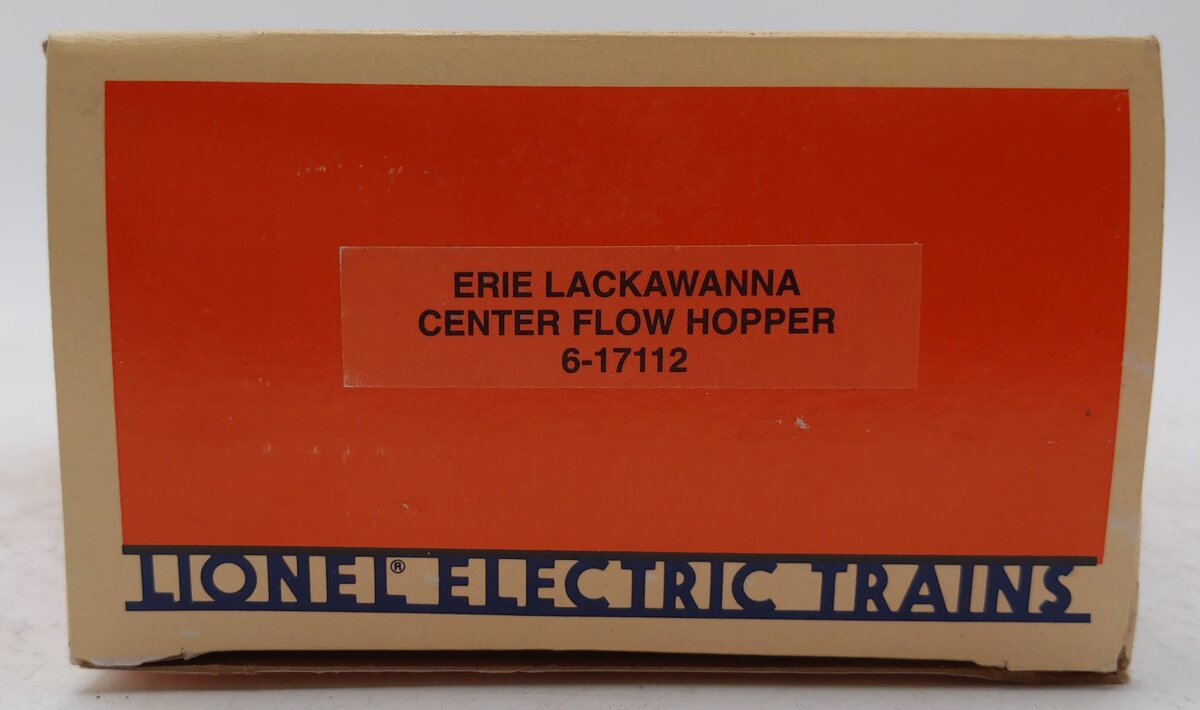 ERIE LACKAWANNA
CENTER FLOW HOPPER
6-17112
LIONEL® ELECTRIC TRAINS